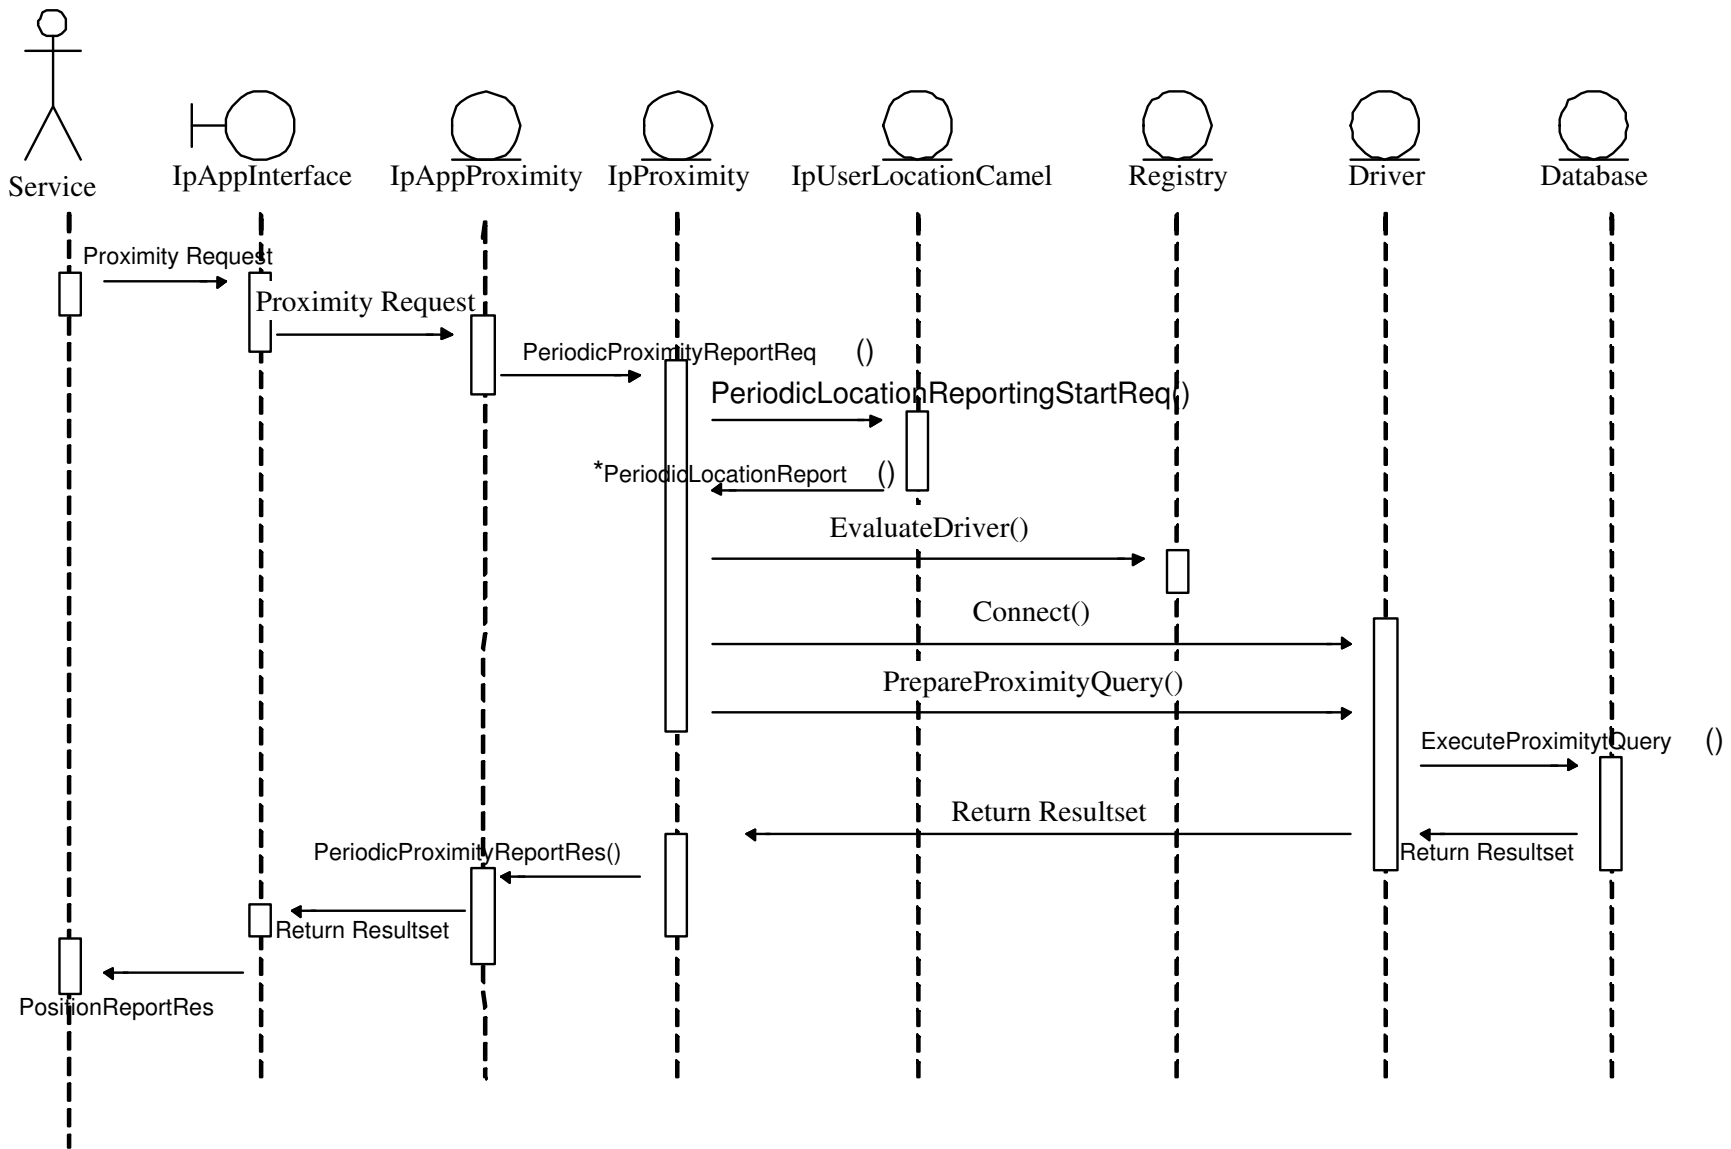 Service
IpAppInterface
IpAppProximity
IpProximity
IpUserLocationCamel
Registry
Driver
Database
Proximity Request
Proximity Request
PeriodicProximityReportReq ()
PeriodicLocationReportingStartReq()
*PeriodicLocationReport ()
EvaluateDriver()
Connect()
PrepareProximityQuery()
ExecuteProximitytQuery ()
Return Resultset
Return Resultset
PeriodicProximityReportRes()
Return Resultset
PositionReportRes